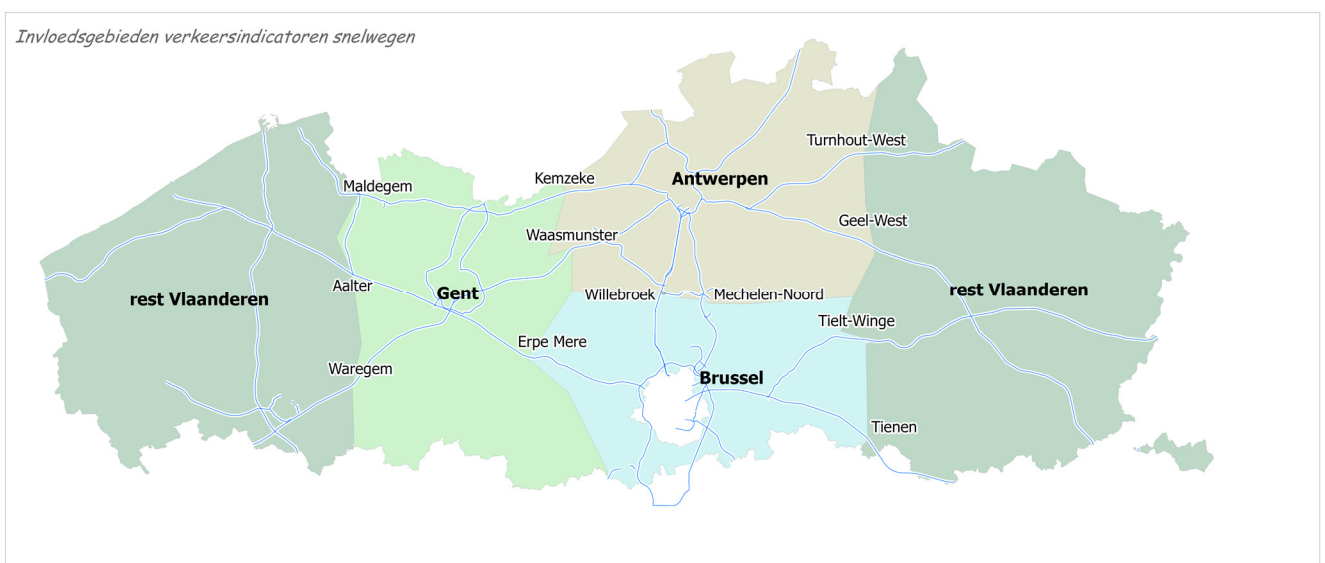 Invloedsgebieden verkeersindicatoren snelwegen
Turnhout-West
Kemzeke
Antwerpen
Maldegem
Geel-West
Waasmunster
Aalter
Gent
Willebroek
Mechelen-Noord
rest Vlaanderen
rest Vlaanderen
Tielt-Winge
Erpe Mere
Waregem
Brussel
Tienen